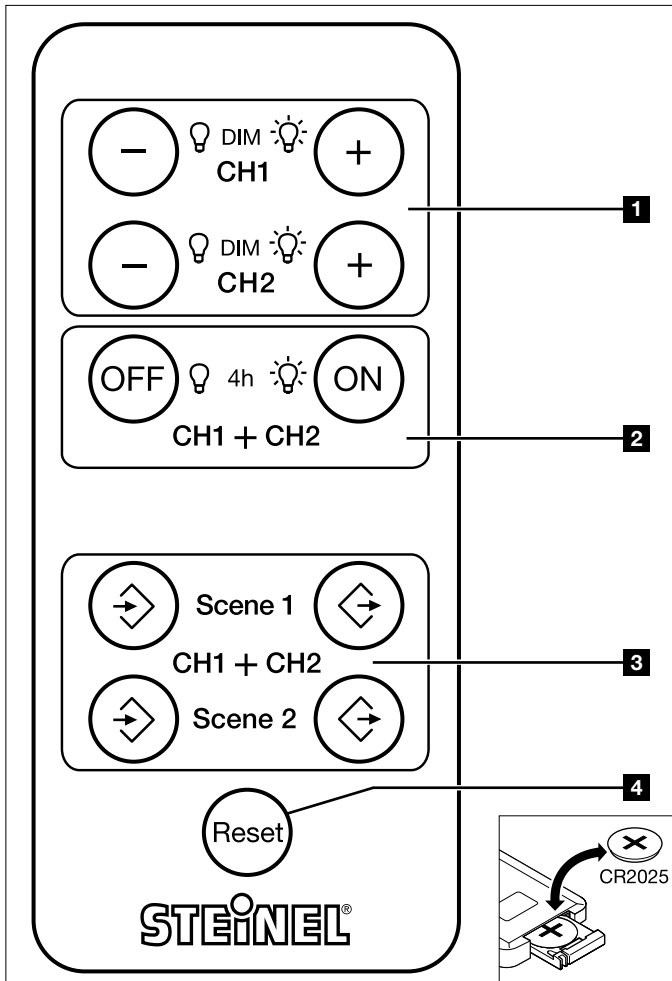 − DIM +
CH1
− DIM +
CH2
1
OFF 4h ON
CH1 + CH2
2
Scene 1
CH1 + CH2
3
Scene 2
4
Reset
CR2025
STEINEL®